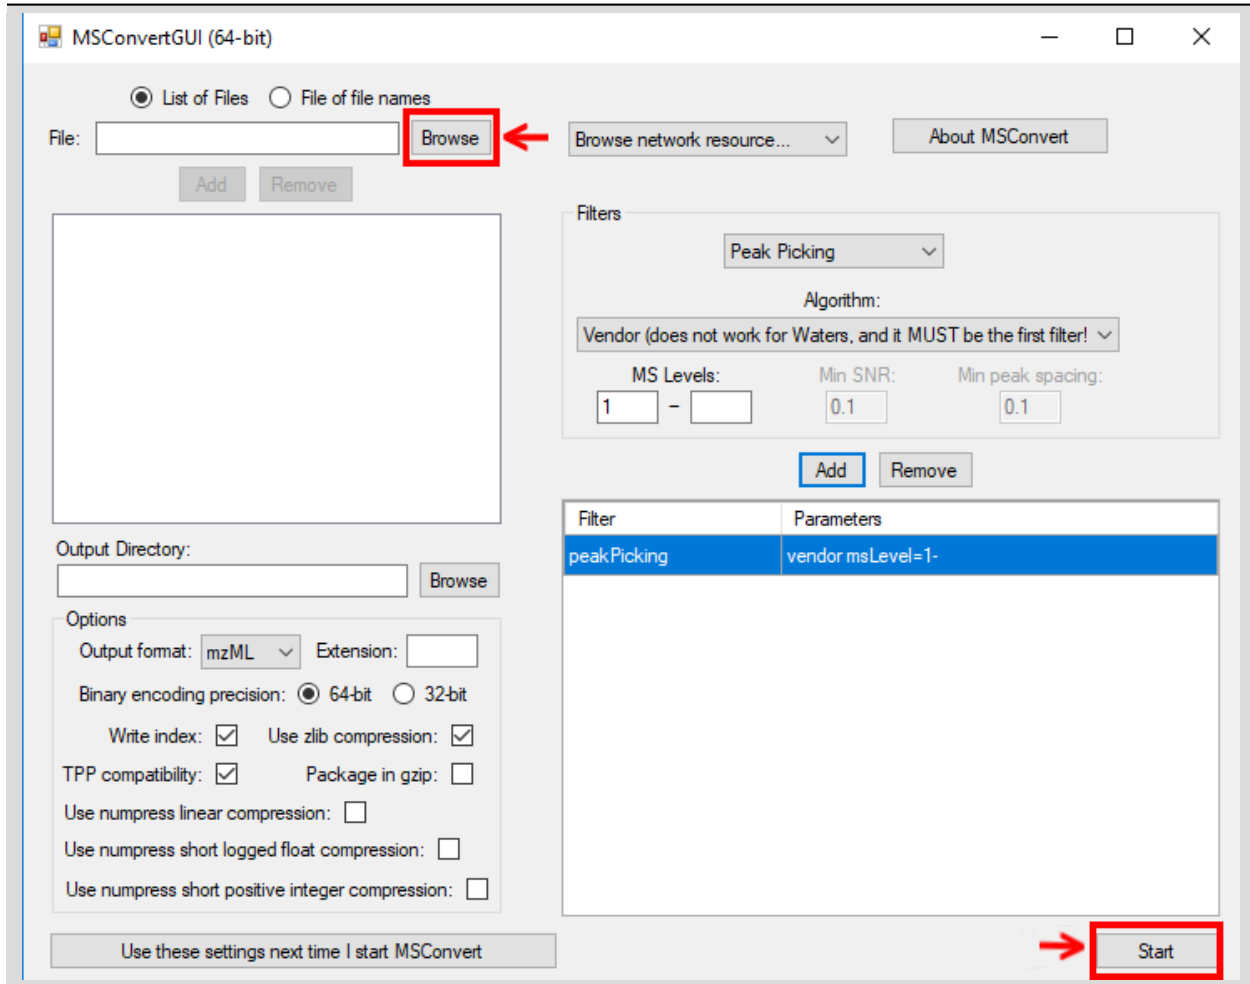 MSConvertGUI (64-bit)
List of Files File of file names
File: Browse Browse network resource... About MSConvert
Add Remove
Filters
Peak Picking
Algorithm:
Vendor (does not work for Waters, and it MUST be the first filter!
MS Levels: Min SNR: Min peak spacing:
1 - 0.1 0.1
Add Remove
Filter Parameters
peakPicking vendor msLevel=1-
Output Directory:
Browse
Options
Output format: mzML Extension:
Binary encoding precision: 64-bit 32-bit
Write index: Use zlib compression:
TPP compatibility: Package in gzip:
Use numpress linear compression:
Use numpress short logged float compression:
Use numpress short positive integer compression:
Use these settings next time I start MSConvert Start